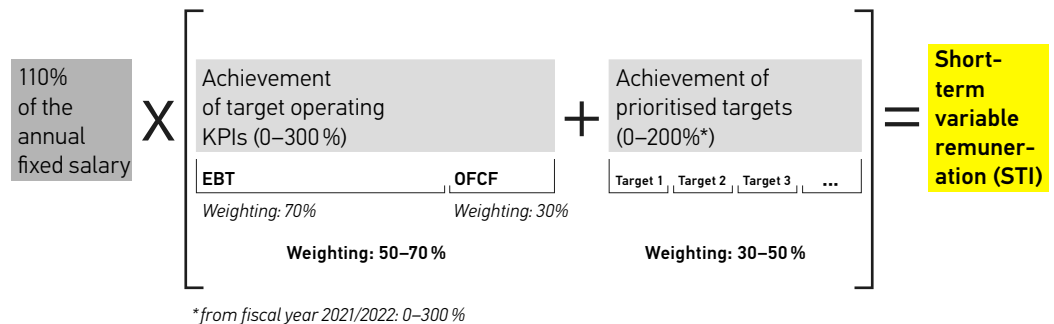 110%
of the
annual
fixed salary
X
Achievement
of target operating
KPIs (0–300 %)
EBT
OFCF
Weighting: 70%
Weighting: 30%
Weighting: 50–70 %
+
Achievement of
prioritised targets
(0–200%*)
Target 1
Target 2
Target 3
...
Weighting: 30–50 %
=
Short-
term
variable
remuner-
ation (STI)
*from fiscal year 2021/2022: 0–300 %